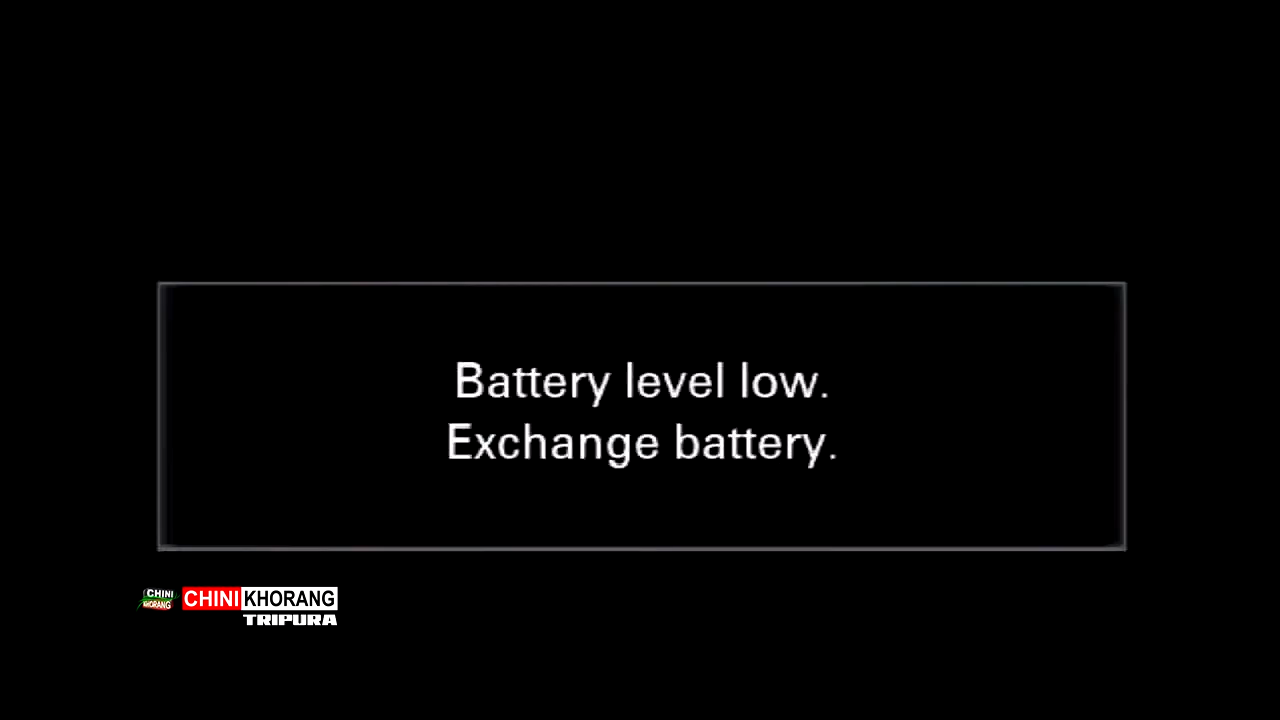 Battery level low.
Exchange battery.
CHINI
KHORANG
CHINI KHORANG
TRIPURA